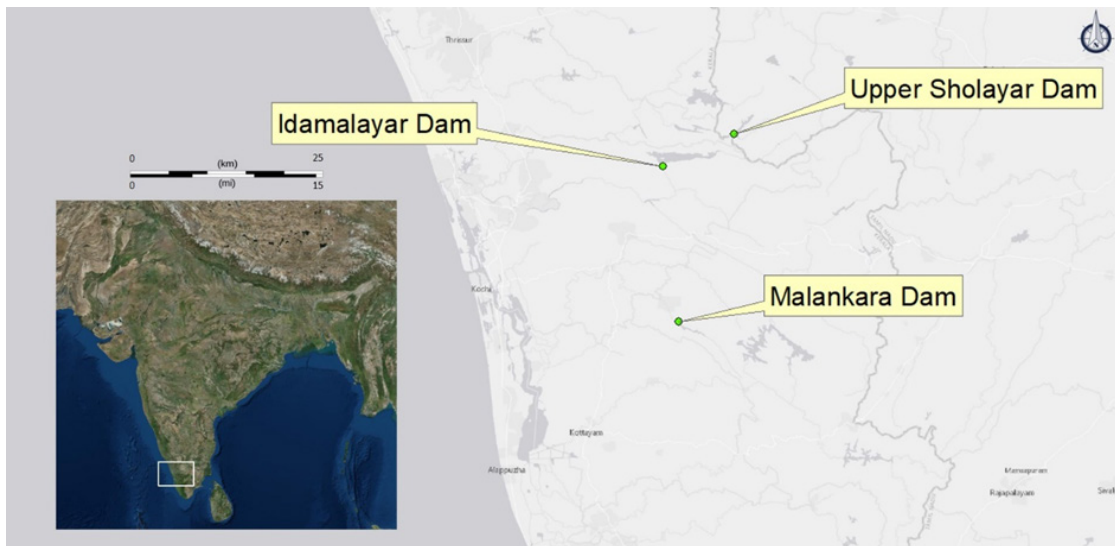 Thrissur
Upper Sholayar Dam
Idamalayar Dam
0 (km) 25
0 (mi) 15
Malankara Dam
Kochi
Kottayam
Alappuzha
Rajapalayam